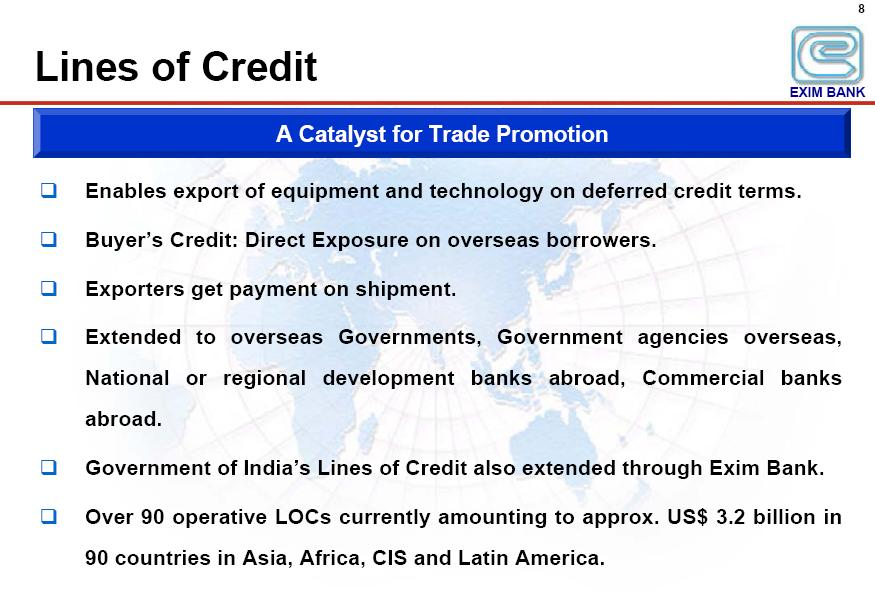 8
Lines of Credit
EXIM BANK
A Catalyst for Trade Promotion
Enables export of equipment and technology on deferred credit terms.
Buyer’s Credit: Direct Exposure on overseas borrowers.
Exporters get payment on shipment.
Extended to overseas Governments, Government agencies overseas,
National or regional development banks abroad, Commercial banks
abroad.
Government of India’s Lines of Credit also extended through Exim Bank.
Over 90 operative LOCs currently amounting to approx. US$ 3.2 billion in
90 countries in Asia, Africa, CIS and Latin America.